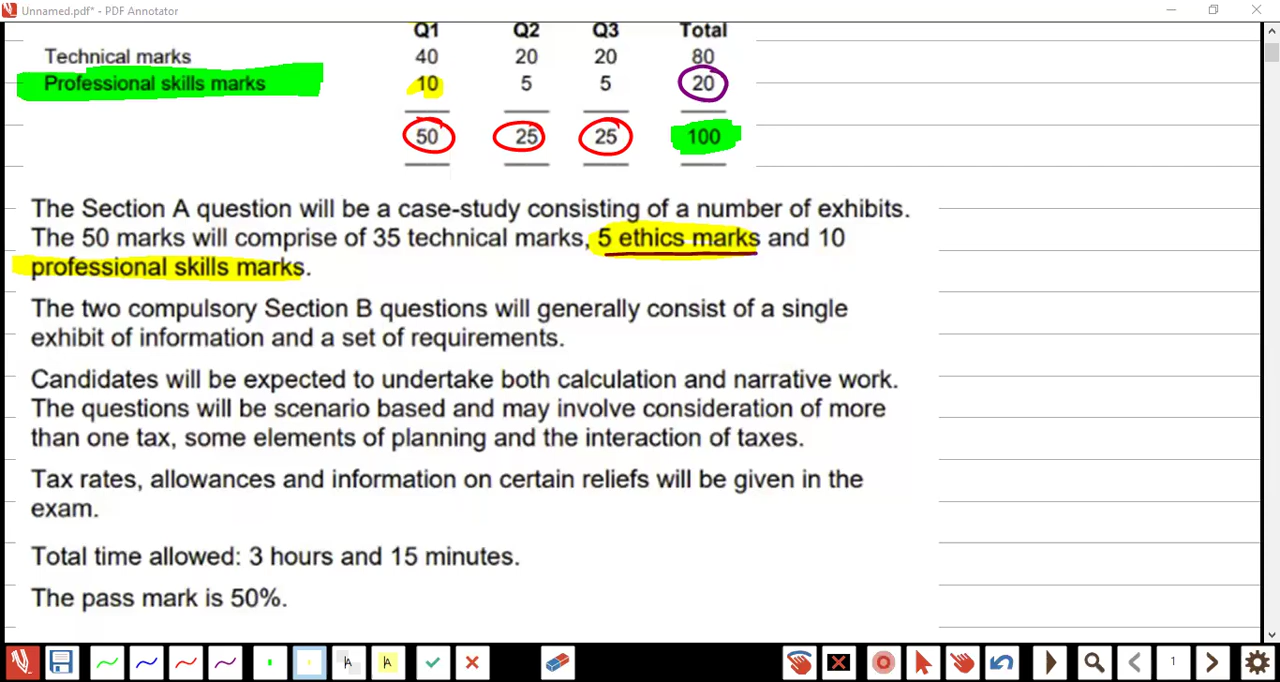 Unnamed.pdf* - PDF Annotator
Q1 Q2 Q3 Total
Technical marks 40 20 20 80
Professional skills marks 10 5 5 20
50 25 25 100
The Section A question will be a case-study consisting of a number of exhibits.
The 50 marks will comprise of 35 technical marks, 5 ethics marks and 10
professional skills marks.
The two compulsory Section B questions will generally consist of a single
exhibit of information and a set of requirements.
Candidates will be expected to undertake both calculation and narrative work.
The questions will be scenario based and may involve consideration of more
than one tax, some elements of planning and the interaction of taxes.
Tax rates, allowances and information on certain reliefs will be given in the
exam.
Total time allowed: 3 hours and 15 minutes.
The pass mark is 50%.
A A 1